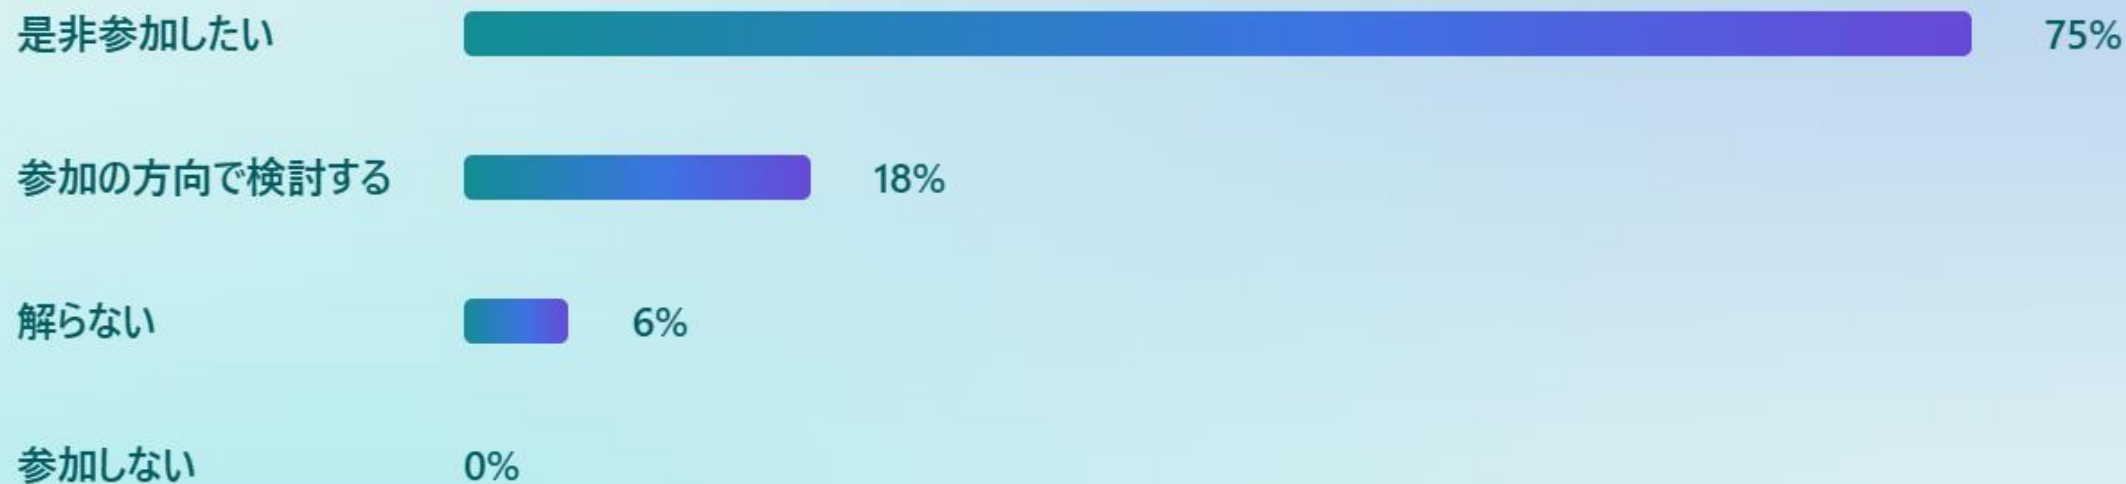 是非参加したい 75%
参加の方向で検討する 18%
解らない 6%
参加しない 0%